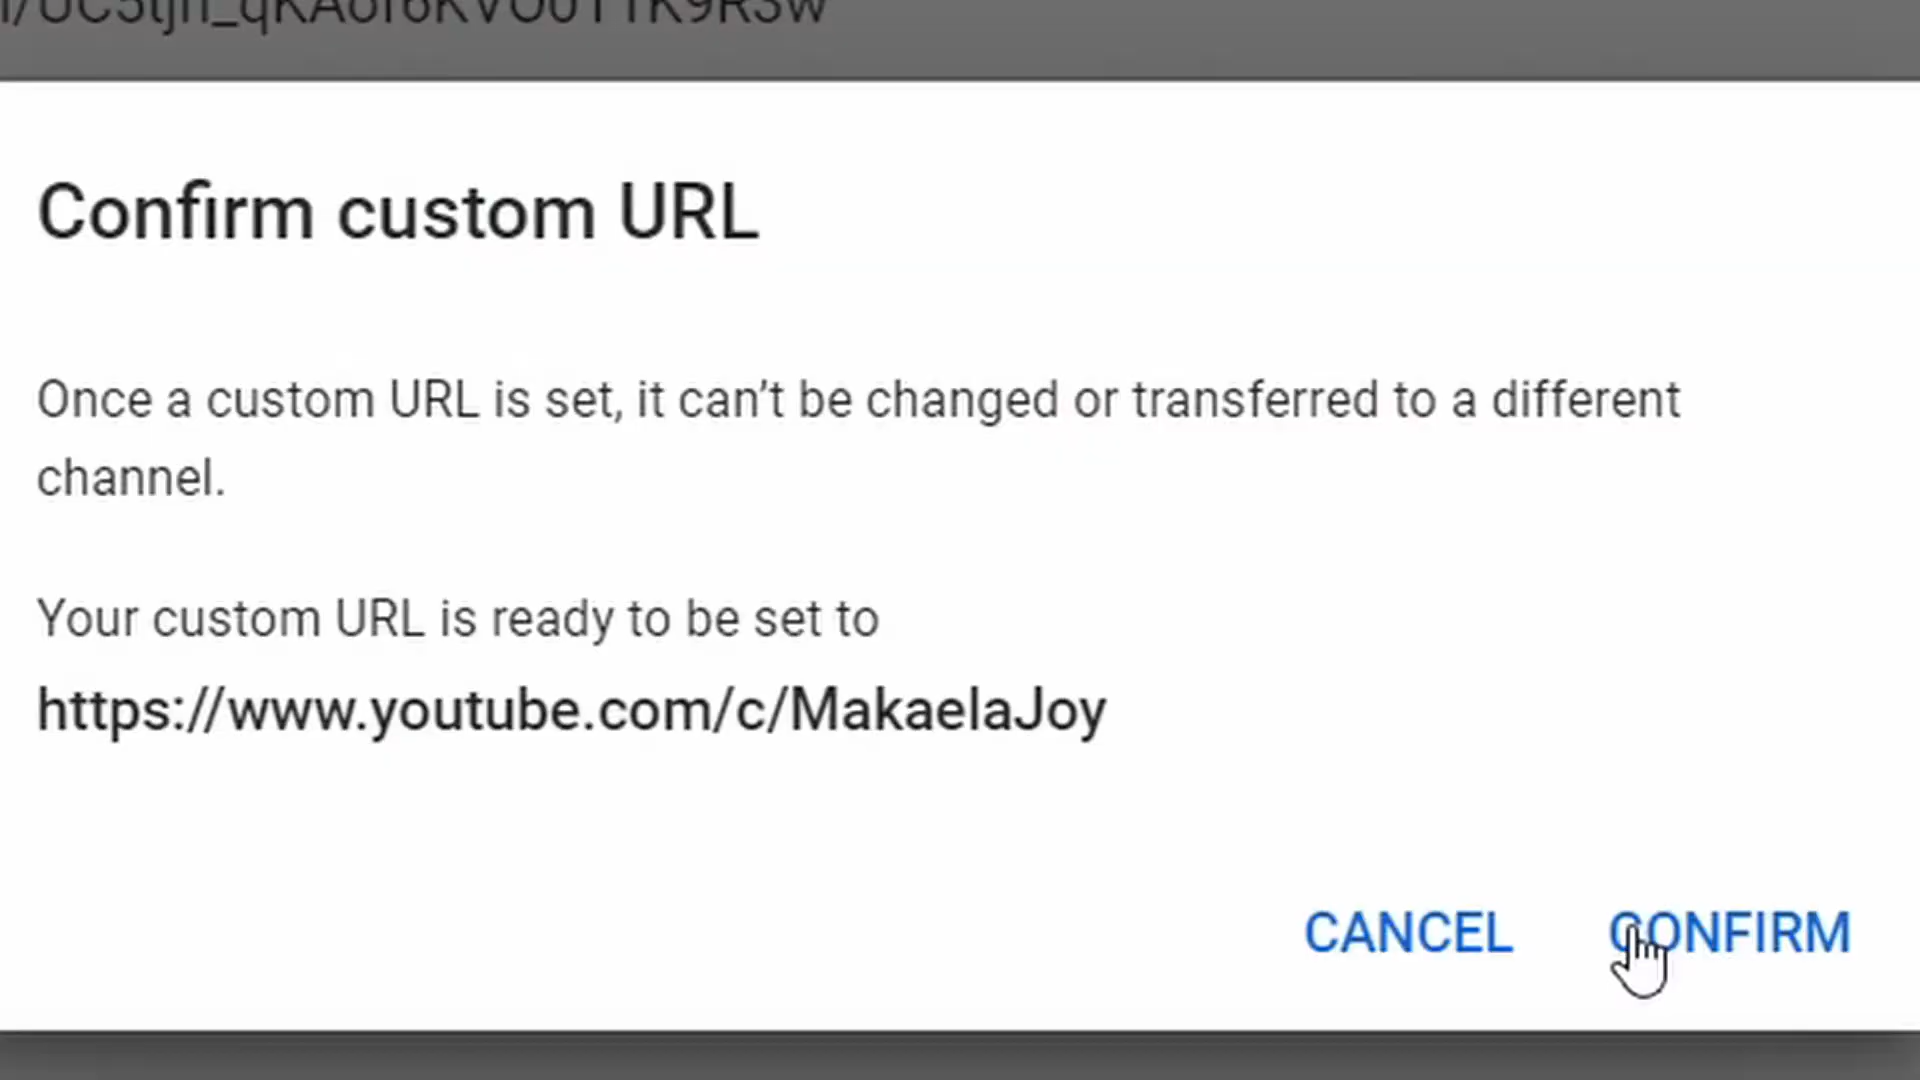 Confirm custom URL
Once a custom URL is set, it can't be changed or transferred to a different
channel.
Your custom URL is ready to be set to
https://www.youtube.com/c/MakaelaJoy
CANCEL CONFIRM